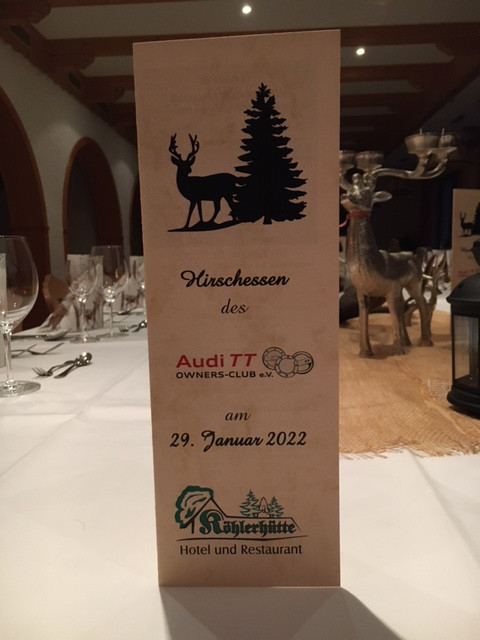 Hirschessen
des
Audi TT
OWNERS-CLUB e.V.
am
29. Januar 2022
Köhlerhütte
Hotel und Restaurant